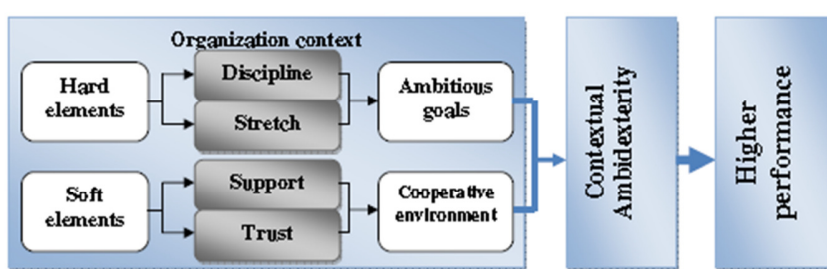 Organization context
Hard
elements
Discipline
Stretch
Ambitious
goals
Soft
elements
Support
Trust
Cooperative
environment
Contextual
Ambidexterity
Higher
performance